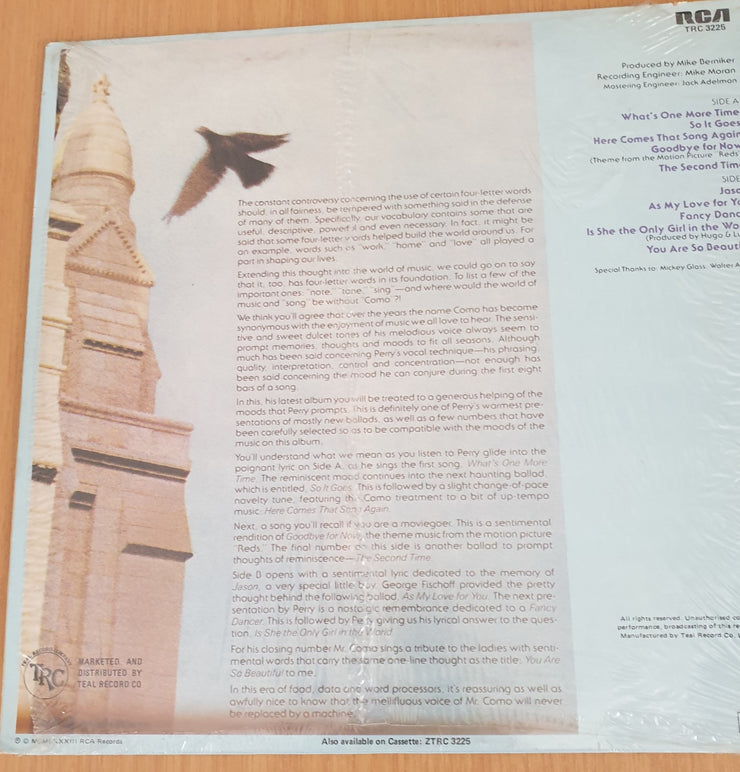 RCA
TRC 3225
Produced by Mike Berniker
Recording Engineer: Mike Moran
Mastering Engineer: Jack Adelman
SIDE A
What's One More Time
So It Goes
Here Comes That Song Again
Goodbye for Now
(Theme from the Motion Picture "Reds"
The Second Tim
SIDE
Jaso
As My Love for Yo
Fancy Danc
Is She the Only Girl in the Wo
(Produced by Hugo & Lu
You Are So Beauti
Special Thanks to: Mickey Glass, Walter A
The constant controversy concerning the use of certain four-letter words
should, in all fairness, be tempered with something said in the defense
of many of them. Specifically, our vocabulary contains some that are
useful, descriptive, powerful and even necessary. In fact, it might be
said that some four-letter words helped build the world around us. For
an example, words such as "work," "home" and "love" all played a
part in shaping our lives.
Extending this thought into the world of music, we could go on to say
that it, too, has four-letter words in its foundation. To list a few of the
important ones: "note," "tone," "sing"—and where would the world of
music and "song" be without "Como"?!
We think you'll agree that over the years the name Como has become
synonymous with the enjoyment of music we all love to hear. The sensi-
tive and sweet dulcet tones of his melodious voice always seem to
prompt memories, thoughts and moods to fit all seasons. Although
much has been said concerning Perry's vocal technique—his phrasing,
quality, interpretation, control and concentration—not enough has
been said concerning the mood he can conjure during the first eight
bars of a song.
In this, his latest album you will be treated to a generous helping of the
moods that Perry prompts. This is definitely one of Perry's warmest pre-
sentations of mostly new ballads, as well as a few numbers that have
been carefully selected so as to be compatible with the moods of the
music on this album.
You'll understand what we mean as you listen to Perry glide into the
poignant lyric on Side A, as he sings the first song, What's One More
Time. The reminiscent mood continues into the next haunting ballad,
which is entitled, So It Goes. This is followed by a slight change-of-pace
novelty tune, featuring the Como treatment to a bit of up-tempo
music: Here Comes That Song Again.
Next, a song you'll recall if you are a moviegoer. This is a sentimental
rendition of Goodbye for Now, the theme music from the motion picture
"Reds." The final number on this side is another ballad to prompt
thoughts of reminiscence—The Second Time.
Side B opens with a sentimental lyric dedicated to the memory of
Jason, a very special little boy. George Fischoff provided the pretty
thought behind the following ballad, As My Love for You. The next pre-
sentation by Perry is a nostalgic remembrance dedicated to a Fancy
Dancer. This is followed by Perry giving us his lyrical answer to the ques-
tion, Is She the Only Girl in the World.
For his closing number Mr. Como sings a tribute to the ladies with senti-
mental words that carry the same one-line thought as the title: You Are
So Beautiful to me.
In this era of food, data and word processors, it's reassuring as well as
awfully nice to know that the mellifluous voice of Mr. Como will never
be replaced by a machine.
All rights reserved. Unauthorised co
performance, broadcasting of this re
Manufactured by Teal Record Co. L
TRC
MARKETED AND
DISTRIBUTED BY
TEAL RECORD CO
℗ © MCMLXXXIII RCA Records
Also available on Cassette: ZTRC 3225